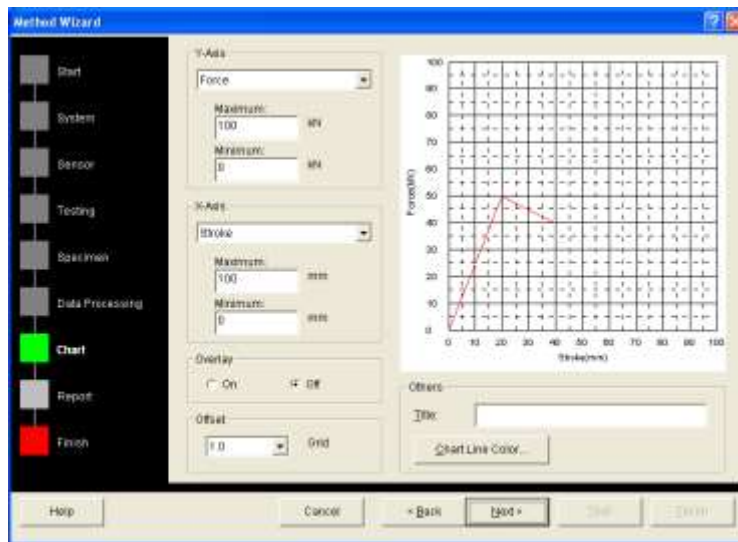 Method Wizard
Start
System
Sensor
Testing
Specimen
Data Processing
Chart
Report
Finish
Y-Axis
Force
Maximum:
100 kN
Minimum:
0 kN
X-Axis
Stroke
Maximum:
100 mm
Minimum:
0 mm
Overlay
On Off
Offset
1.0 Grid
Force(kN)
100
90
80
70
60
50
40
30
20
10
0
0 10 20 30 40 50 60 70 80 90 100
Stroke(mm)
Others
Title:
Chart Line Color...
Help Cancel < Back Next > Finish